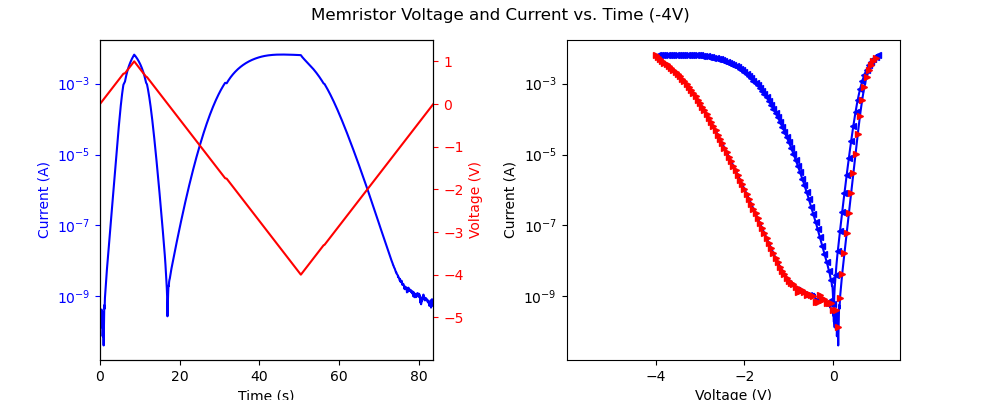 Memristor Voltage and Current vs. Time (-4V)
Current (A)
10⁻³
10⁻⁵
10⁻⁷
10⁻⁹
0 20 40 60 80
Time (s)
1
0
−1
−2
−3
−4
−5
Voltage (V)
Current (A)
10⁻³
10⁻⁵
10⁻⁷
10⁻⁹
−4 −2 0
Voltage (V)